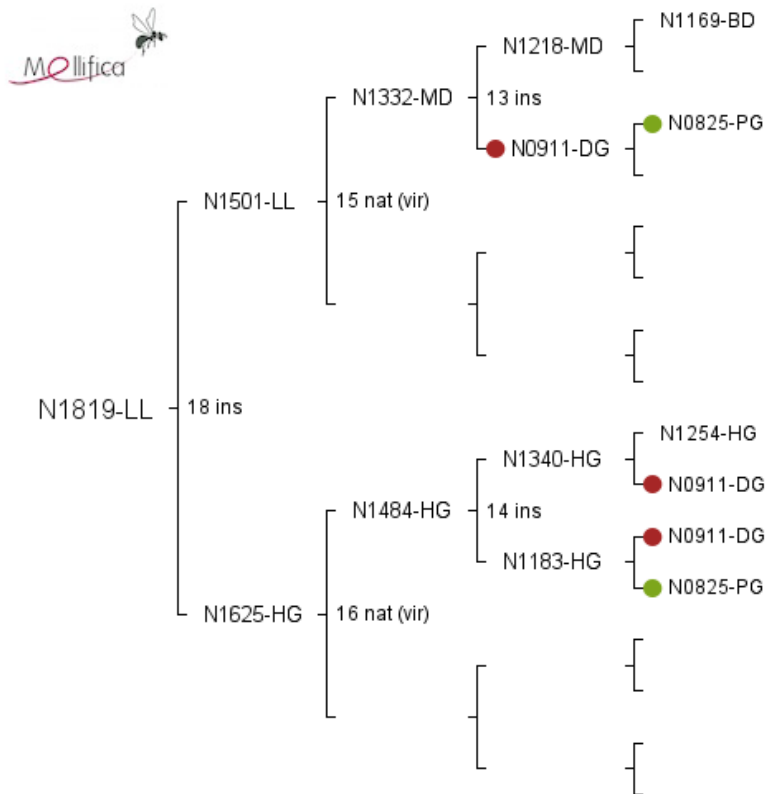 Mellifica
N1169-BD
N1218-MD
N1332-MD
13 ins
N0825-PG
N0911-DG
N1501-LL
15 nat (vir)
N1819-LL
18 ins
N1254-HG
N1340-HG
N0911-DG
N1484-HG
14 ins
N0911-DG
N1183-HG
N0825-PG
N1625-HG
16 nat (vir)